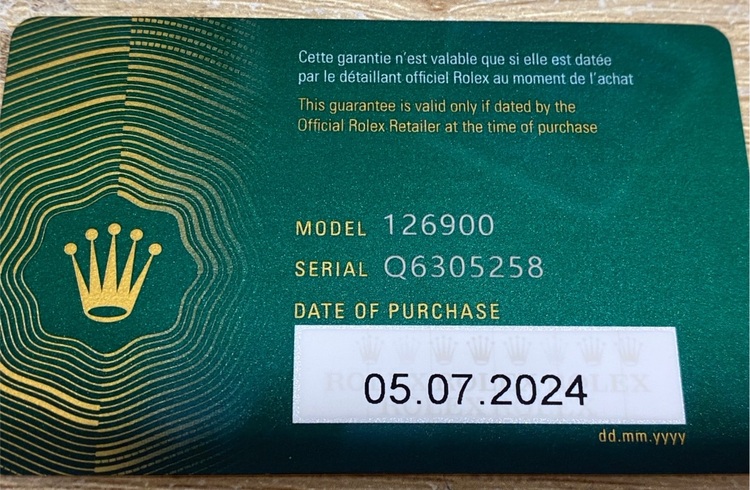 Cette garantie n'est valable que si elle est datée
par le détaillant officiel Rolex au moment de l'achat
This guarantee is valid only if dated by the
Official Rolex Retailer at the time of purchase
MODEL 126900
SERIAL Q6305258
DATE OF PURCHASE
05.07.2024
dd.mm.yyyy